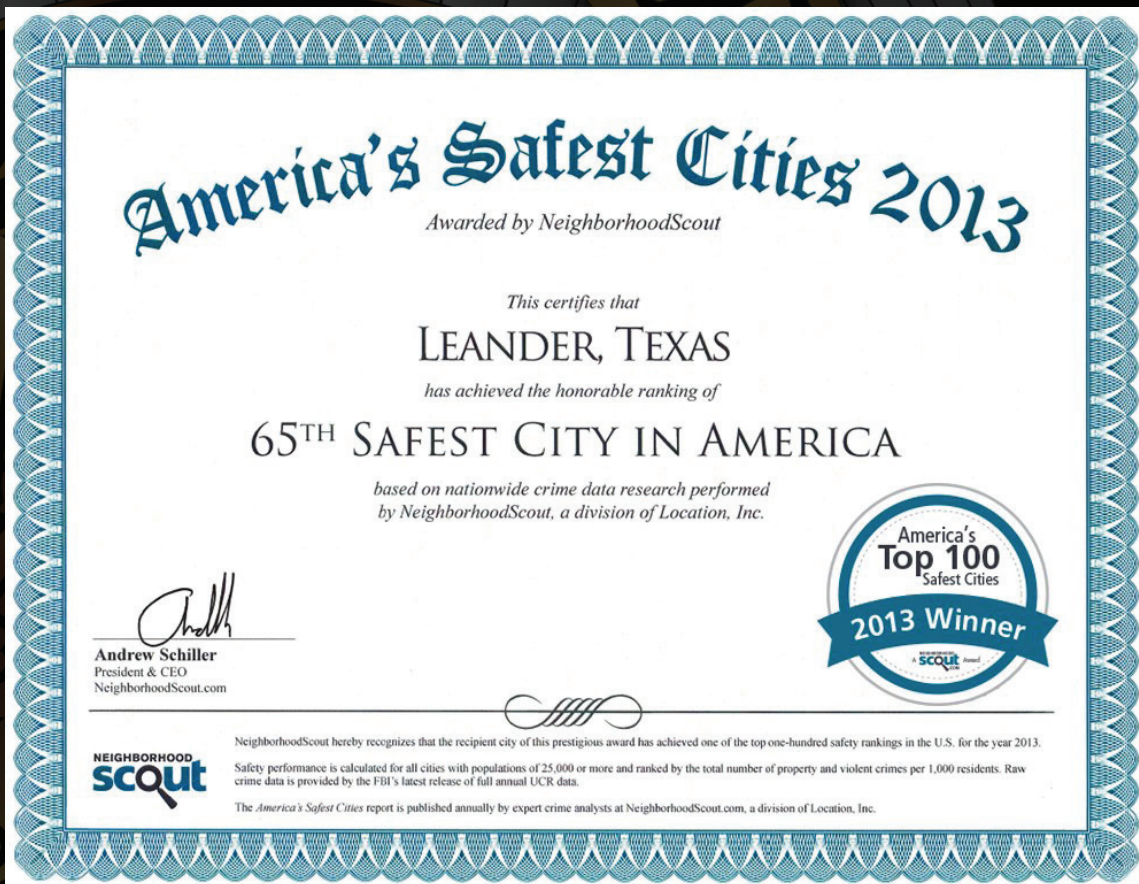 America's Safest Cities 2013
Awarded by NeighborhoodScout
This certifies that
LEANDER, TEXAS
has achieved the honorable ranking of
65TH SAFEST CITY IN AMERICA
based on nationwide crime data research performed
by NeighborhoodScout, a division of Location, Inc.
America's
Top 100
Safest Cities
2013 Winner
NEIGHBORHOOD
A SCOUT Award
.COM
Andrew Schiller
President & CEO
NeighborhoodScout.com
NEIGHBORHOOD
SCOUT
NeighborhoodScout hereby recognizes that the recipient city of this prestigious award has achieved one of the top one-hundred safety rankings in the U.S. for the year 2013.
Safety performance is calculated for all cities with populations of 25,000 or more and ranked by the total number of property and violent crimes per 1,000 residents. Raw
crime data is provided by the FBI's latest release of full annual UCR data.
The America's Safest Cities report is published annually by expert crime analysts at NeighborhoodScout.com, a division of Location, Inc.